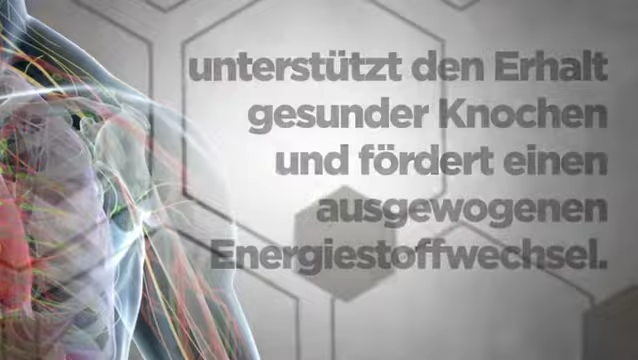 unterstützt den Erhalt
gesunder Knochen
und fördert einen
ausgewogenen
Energiestoffwechsel.